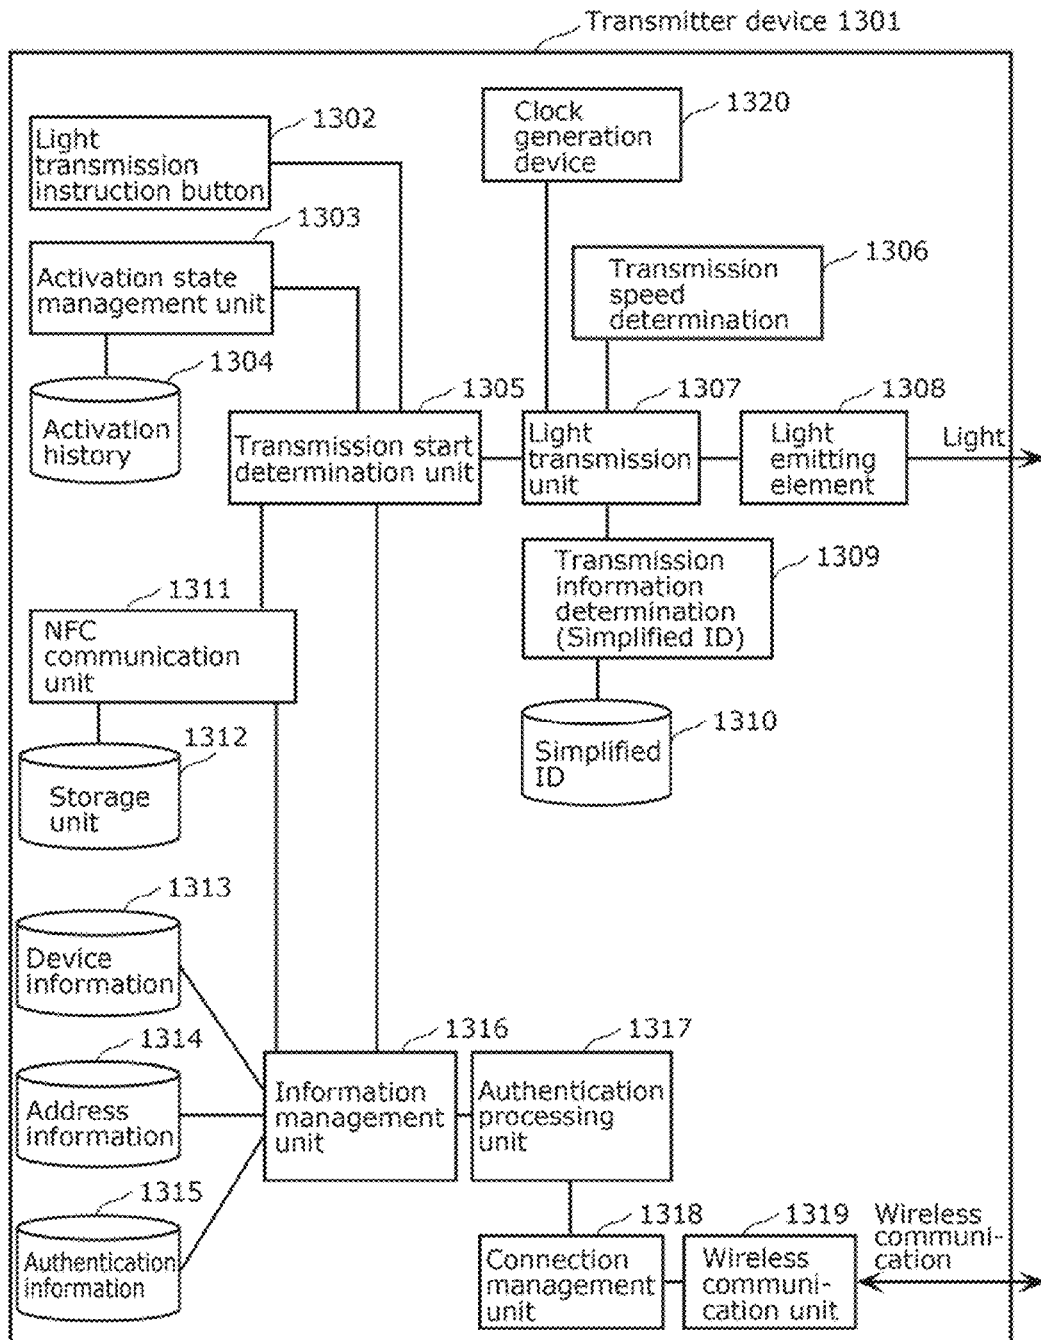 Transmitter device 1301
1302
Light
transmission
instruction button
1320
Clock
generation
device
1303
Activation state
management unit
1306
Transmission
speed
determination
1304
Activation
history
1305
Transmission start
determination unit
1307
Light
transmission
unit
1308
Light
emitting
element
Light
1309
Transmission
information
determination
(Simplified ID)
1311
NFC
communication
unit
1310
Simplified
ID
1312
Storage
unit
1313
Device
information
1314
Address
information
1316
Information
management
unit
1317
Authentication
processing
unit
1315
Authentication
information
1318
Connection
management
unit
1319
Wireless
communi-
cation unit
Wireless
communi-
cation